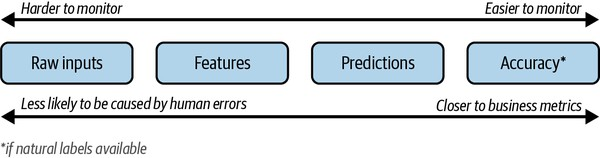 Harder to monitor Easier to monitor
Raw inputs Features Predictions Accuracy*
Less likely to be caused by human errors Closer to business metrics
*if natural labels available